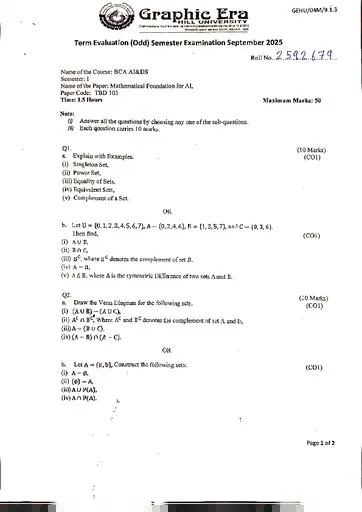 GEHU/04M/9.1.3
Graphic Era
HILL UNIVERSITY
Term Evaluation (Odd) Semester Examination September 2025
Roll No. 2592679
Name of the Course: BCA AI&DS
Semester: I
Name of the Paper: Mathematical Foundation for AI,
Paper Code: TBD 103
Time: 1.5 Hours Maximum Marks: 50
Note:
(i) Answer all the questions by choosing any one of the sub-questions.
(ii) Each question carries 10 marks.
Q1. (10 Marks)
a. Explain with Examples. (CO1)
(i) Singleton Set,
(ii) Power Set,
(iii) Equality of Sets,
(iv) Equivalent Sets,
(v) Complement of a Set.
OR
b. Let U = {0,1,2,3,4,5,6,7}, A = {0,2,4,6}, B = {1,3,5,7}, and C = {0,3,6}.
Then find, (CO1)
(i) A ∪ B,
(ii) B ∩ C,
(iii) Bᶜ, where Bᶜ denotes the complement of set B.
(iv) A − B,
(v) A Δ B, where Δ is the symmetric Difference of two sets A and B.
Q2. (10 Marks)
a. Draw the Venn Diagram for the following sets. (CO1)
(i) (A ∪ B) − (A ∪ C),
(ii) Aᶜ ∩ Bᶜ, Where Aᶜ and Bᶜ denotes the complement of set A and b,
(iii) A − (B ∪ C),
(iv) (A − B) ∩ (A − C).
OR
b. Let A = {a, b}, Construct the following sets: (CO1)
(i) A − ∅,
(ii) {∅} − A,
(iii) A ∪ P(A),
(iv) A ∩ P(A).
Page 1 of 2